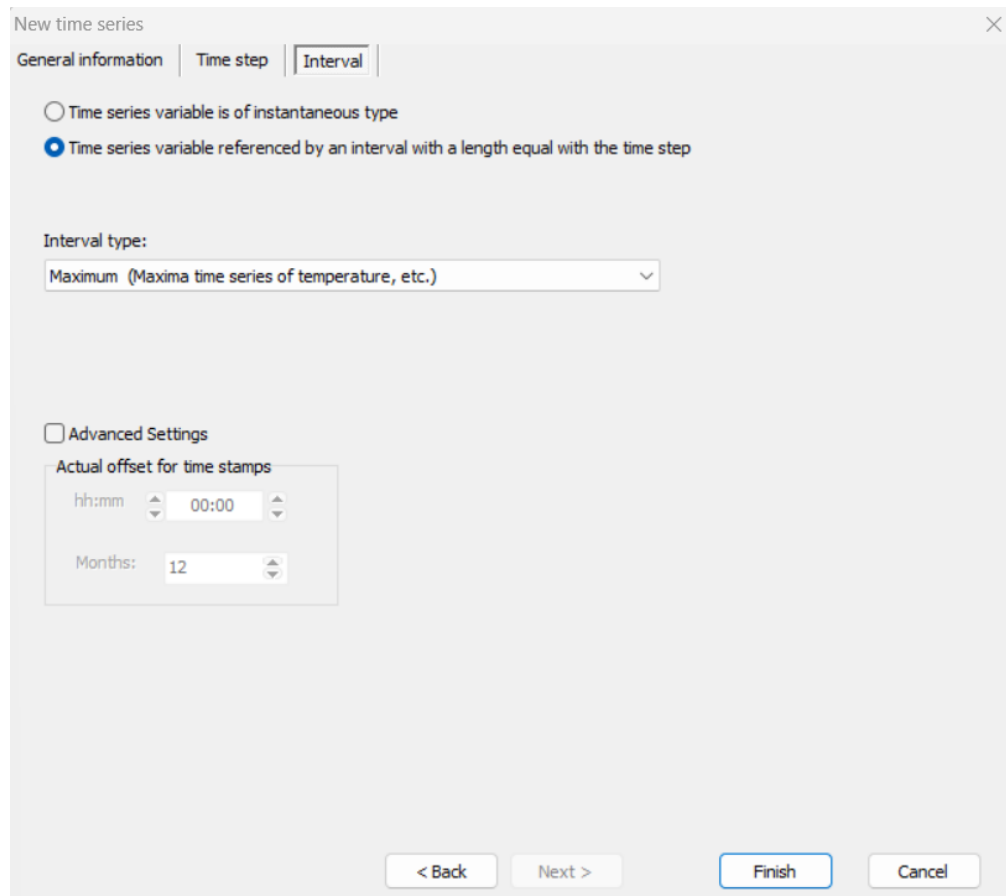 New time series
General information Time step Interval
Time series variable is of instantaneous type
Time series variable referenced by an interval with a length equal with the time step
Interval type:
Maximum (Maxima time series of temperature, etc.)
Advanced Settings
Actual offset for time stamps
hh:mm 00:00
Months: 12
< Back Next > Finish Cancel